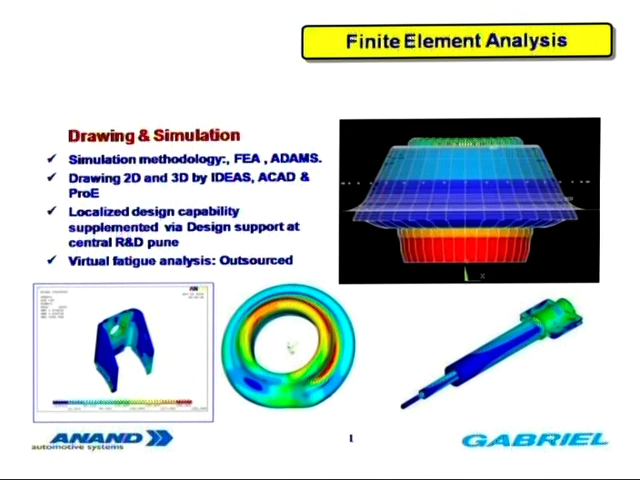 Finite Element Analysis
Drawing & Simulation
✓ Simulation methodology:, FEA , ADAMS.
✓ Drawing 2D and 3D by IDEAS, ACAD &
ProE
✓ Localized design capability
supplemented via Design support at
central R&D pune
✓ Virtual fatigue analysis: Outsourced
X
ANAND
automotive systems
1
GABRIEL